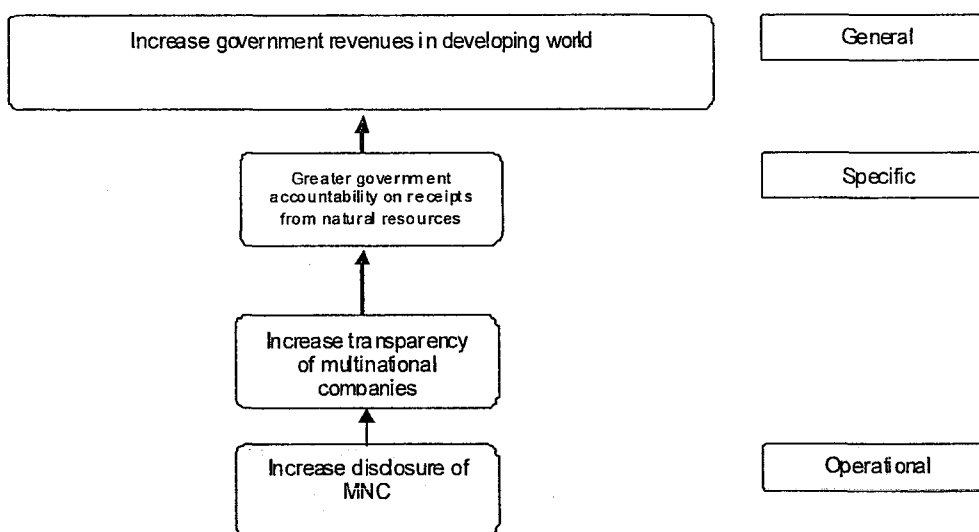 Increase government revenues in developing world
General
Greater government
accountability on receipts
from natural resources
Specific
Increase transparency
of multinational
companies
Increase disclosure of
MNC
Operational